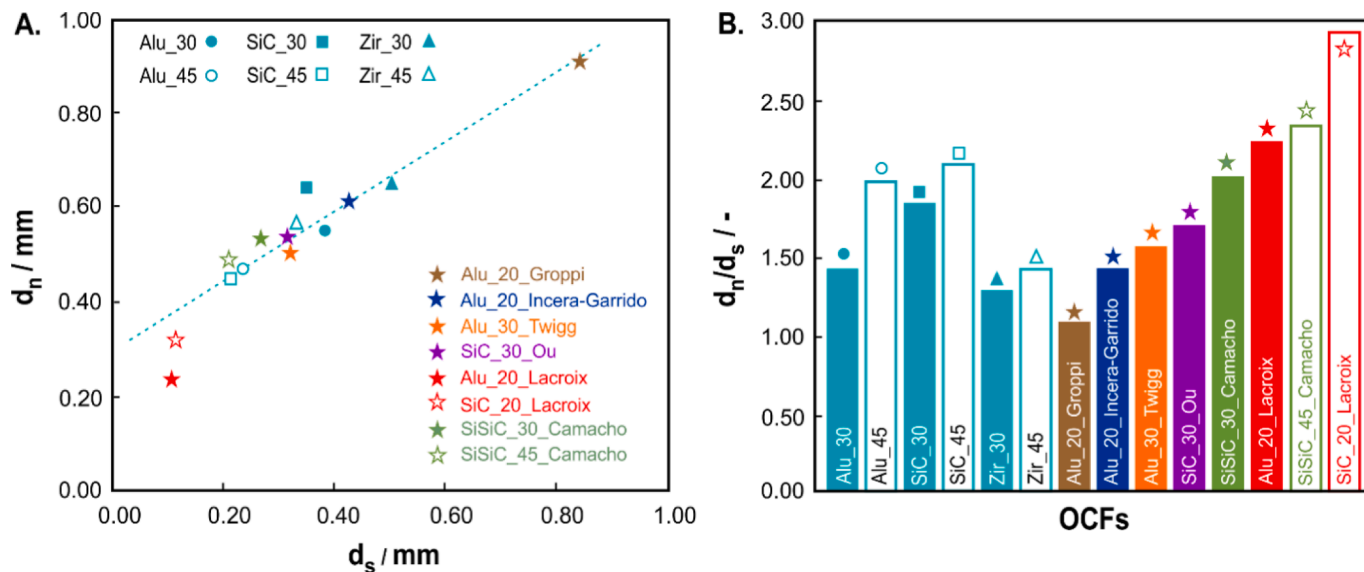 A.
1.00
0.80
0.60
0.40
0.20
0.00
dₙ / mm
Alu_30 SiC_30 Zir_30
Alu_45 SiC_45 Zir_45
Alu_20_Groppi
Alu_20_Incera-Garrido
Alu_30_Twigg
SiC_30_Ou
Alu_20_Lacroix
SiC_20_Lacroix
SiSiC_30_Camacho
SiSiC_45_Camacho
0.00 0.20 0.40 0.60 0.80 1.00
dₛ / mm
B.
3.00
2.50
2.00
1.50
1.00
0.50
0.00
dₙ/dₛ / -
Alu_30
Alu_45
SiC_30
SiC_45
Zir_30
Zir_45
Alu_20_Groppi
Alu_20_Incera-Garrido
Alu_30_Twigg
SiC_30_Ou
SiSiC_30_Camacho
Alu_20_Lacroix
SiSiC_45_Camacho
SiC_20_Lacroix
OCFs